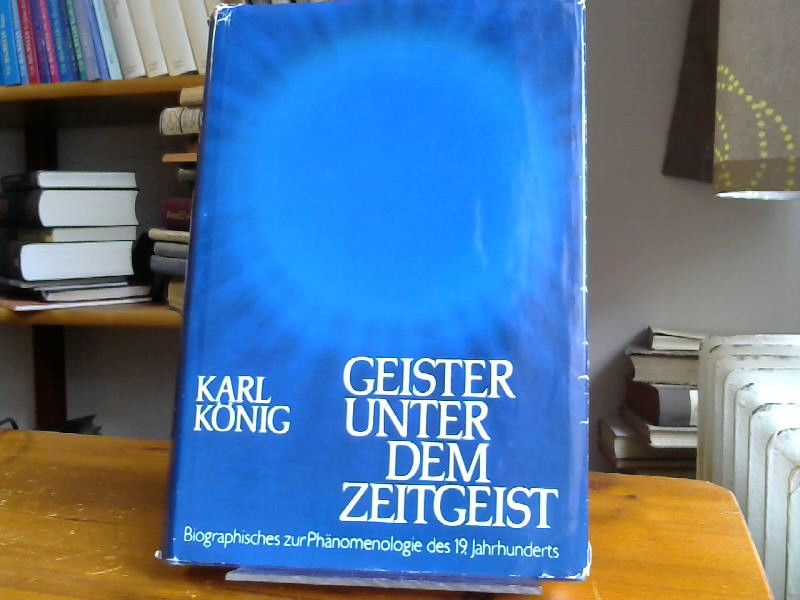 KARL
KÖNIG
GEISTER
UNTER
DEM
ZEITGEIST
Biographisches zur Phänomenologie des 19. Jahrhunderts